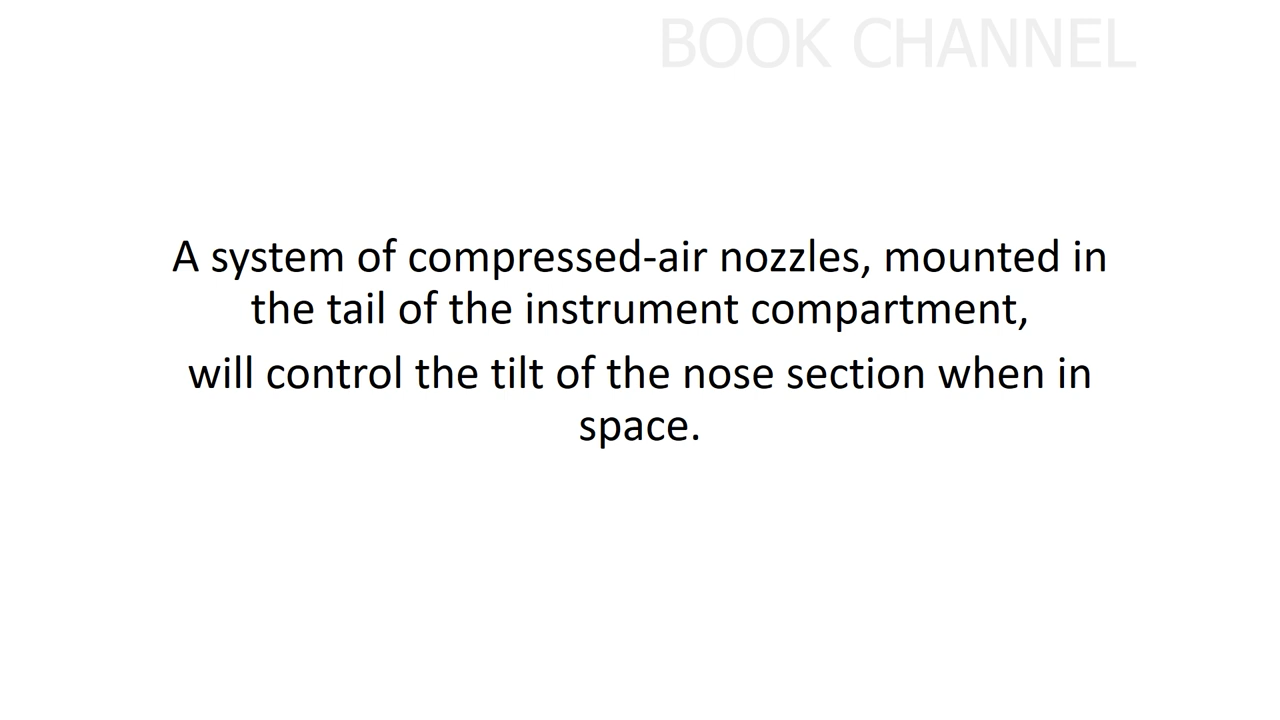 BOOK CHANNEL
A system of compressed-air nozzles, mounted in
the tail of the instrument compartment,
will control the tilt of the nose section when in
space.